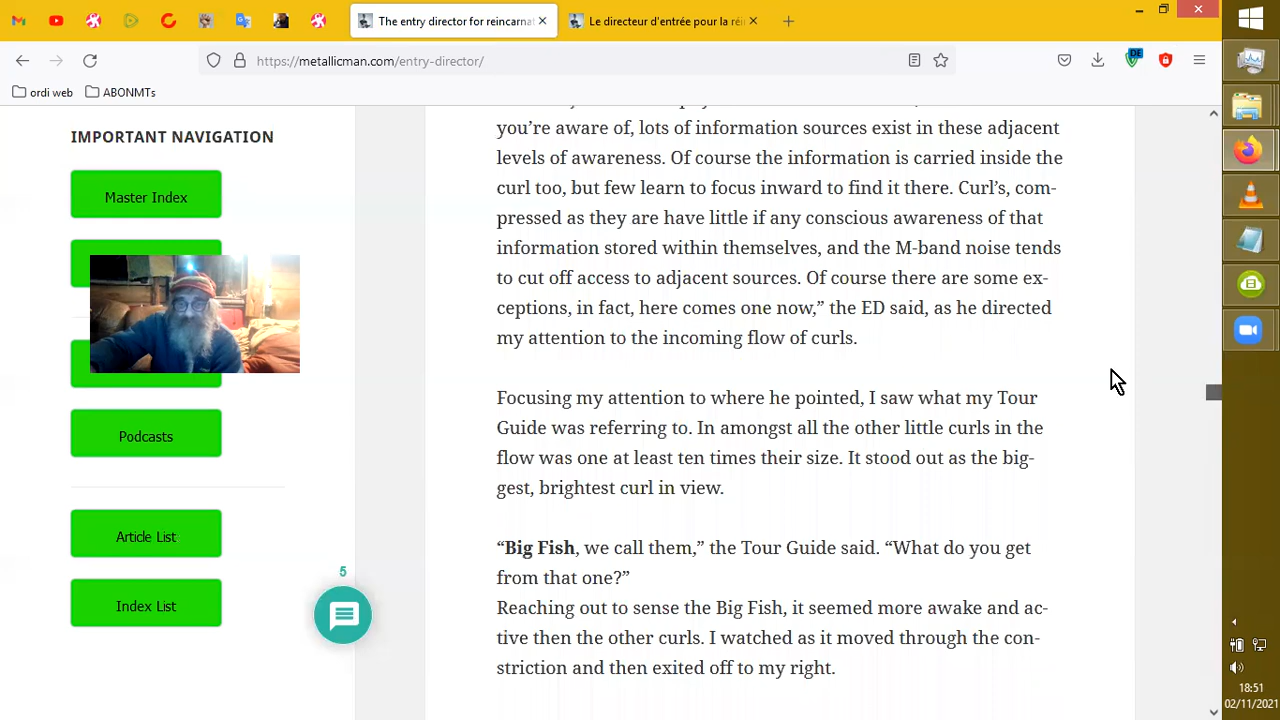 The entry director for reincarnat
Le directeur d'entrée pour la réi
https://metallicman.com/entry-director/
ordi web
ABONMTs
DE
IMPORTANT NAVIGATION
Master Index
Podcasts
Article List
Index List
5
you're aware of, lots of information sources exist in these adjacent
levels of awareness. Of course the information is carried inside the
curl too, but few learn to focus inward to find it there. Curl's, com-
pressed as they are have little if any conscious awareness of that
information stored within themselves, and the M-band noise tends
to cut off access to adjacent sources. Of course there are some ex-
ceptions, in fact, here comes one now,” the ED said, as he directed
my attention to the incoming flow of curls.
Focusing my attention to where he pointed, I saw what my Tour
Guide was referring to. In amongst all the other little curls in the
flow was one at least ten times their size. It stood out as the big-
gest, brightest curl in view.
“Big Fish, we call them,” the Tour Guide said. “What do you get
from that one?”
Reaching out to sense the Big Fish, it seemed more awake and ac-
tive then the other curls. I watched as it moved through the con-
striction and then exited off to my right.
18:51
02/11/2021